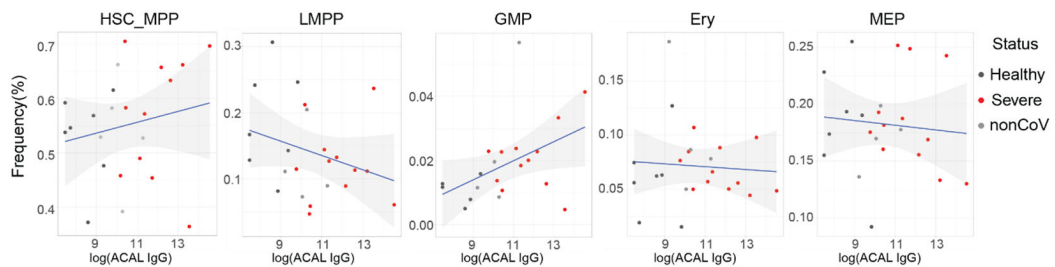 HSC_MPP LMPP GMP Ery MEP
Status
Healthy
Severe
nonCoV
Frequency(%)
0.7
0.6
0.5
0.4
0.3
0.2
0.1
0.04
0.02
0.00
0.15
0.10
0.05
0.25
0.20
0.15
0.10
9 11 13 9 11 13 9 11 13 9 11 13 9 11 13
log(ACAL IgG) log(ACAL IgG) log(ACAL IgG) log(ACAL IgG) log(ACAL IgG)